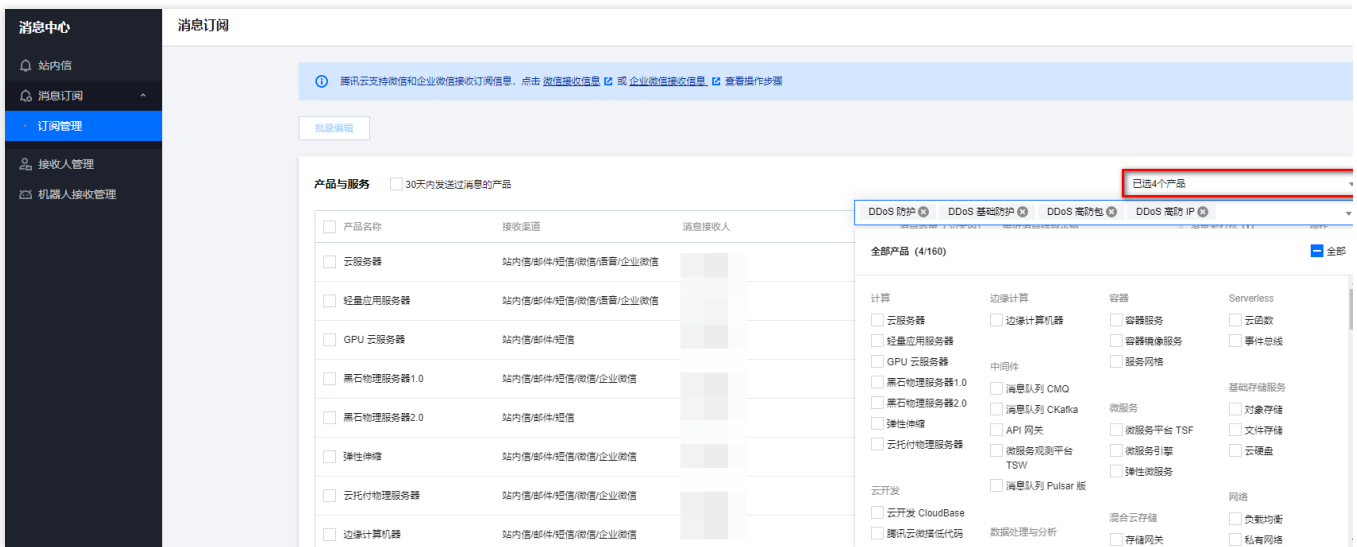 消息中心
消息订阅
站内信
消息订阅
订阅管理
接收人管理
机器人接收管理
腾讯云支持微信和企业微信接收订阅信息，点击 微信接收信息 或 企业微信接收信息 查看操作步骤
批量编辑
产品与服务 30天内发送过消息的产品
已选4个产品
产品名称 接收渠道 消息接收人
云服务器 站内信/邮件/短信/微信/语音/企业微信
轻量应用服务器 站内信/邮件/短信/微信/语音/企业微信
GPU 云服务器 站内信/邮件/短信
黑石物理服务器1.0 站内信/邮件/短信/微信/企业微信
黑石物理服务器2.0 站内信/邮件/短信
弹性伸缩 站内信/邮件/短信/微信/企业微信
云托付物理服务器 站内信/邮件/短信/微信/企业微信
边缘计算机器 站内信/邮件/短信/微信/企业微信
DDoS 防护 DDoS 基础防护 DDoS 高防包 DDoS 高防 IP
全部产品 (4/160) 全部
计算
云服务器
轻量应用服务器
GPU 云服务器
黑石物理服务器1.0
黑石物理服务器2.0
弹性伸缩
云托付物理服务器
云开发
云开发 CloudBase
腾讯云微搭低代码
边缘计算
边缘计算机器
中间件
消息队列 CMQ
消息队列 CKafka
API 网关
微服务观测平台
TSW
消息队列 Pulsar 版
数据处理与分析
容器
容器服务
容器镜像服务
服务网格
微服务
微服务平台 TSF
微服务引擎
弹性微服务
混合云存储
存储网关
Serverless
云函数
事件总线
基础存储服务
对象存储
文件存储
云硬盘
网络
负载均衡
私有网络